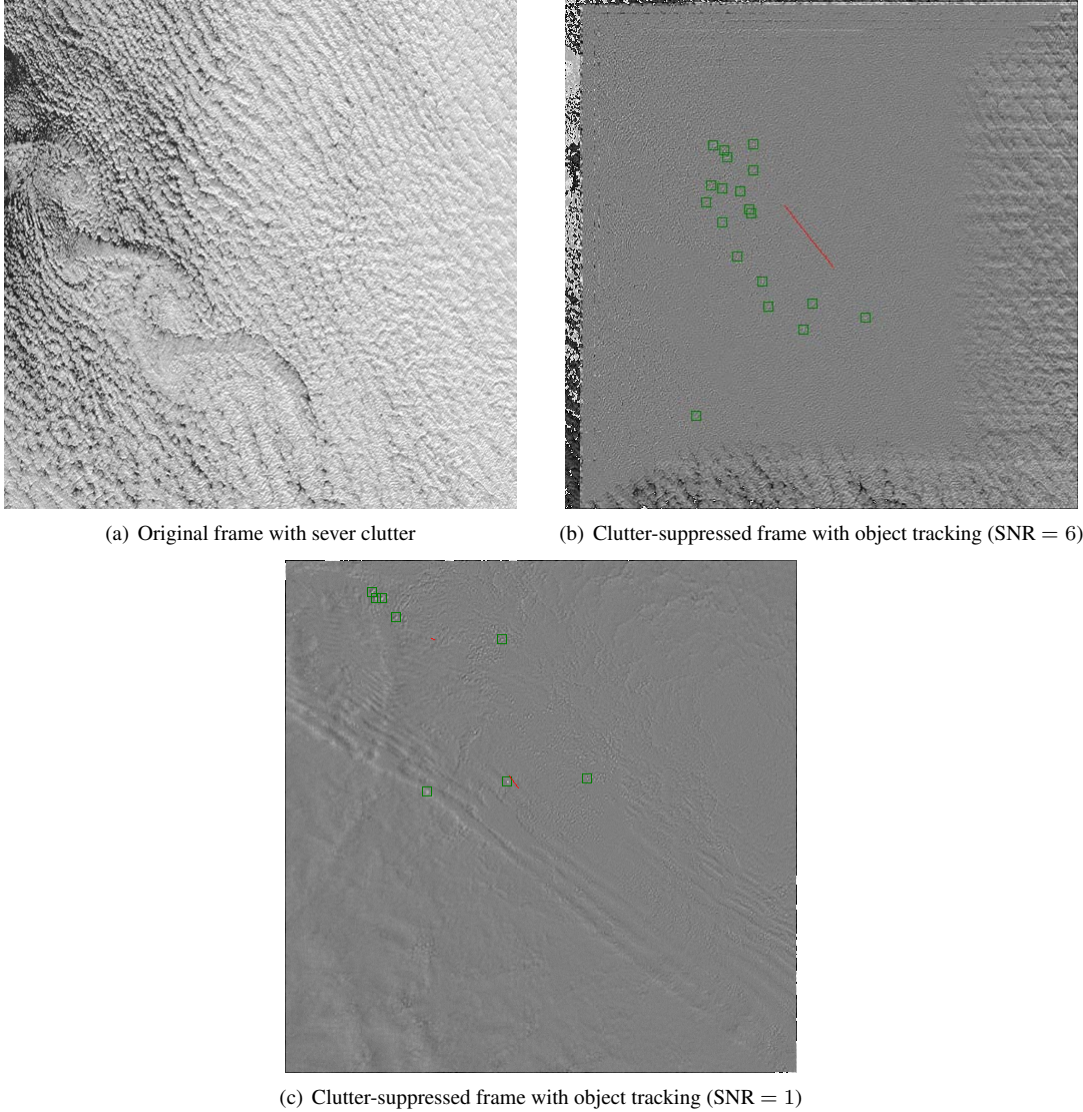 (a) Original frame with sever clutter
(b) Clutter-suppressed frame with object tracking (SNR = 6)
(c) Clutter-suppressed frame with object tracking (SNR = 1)